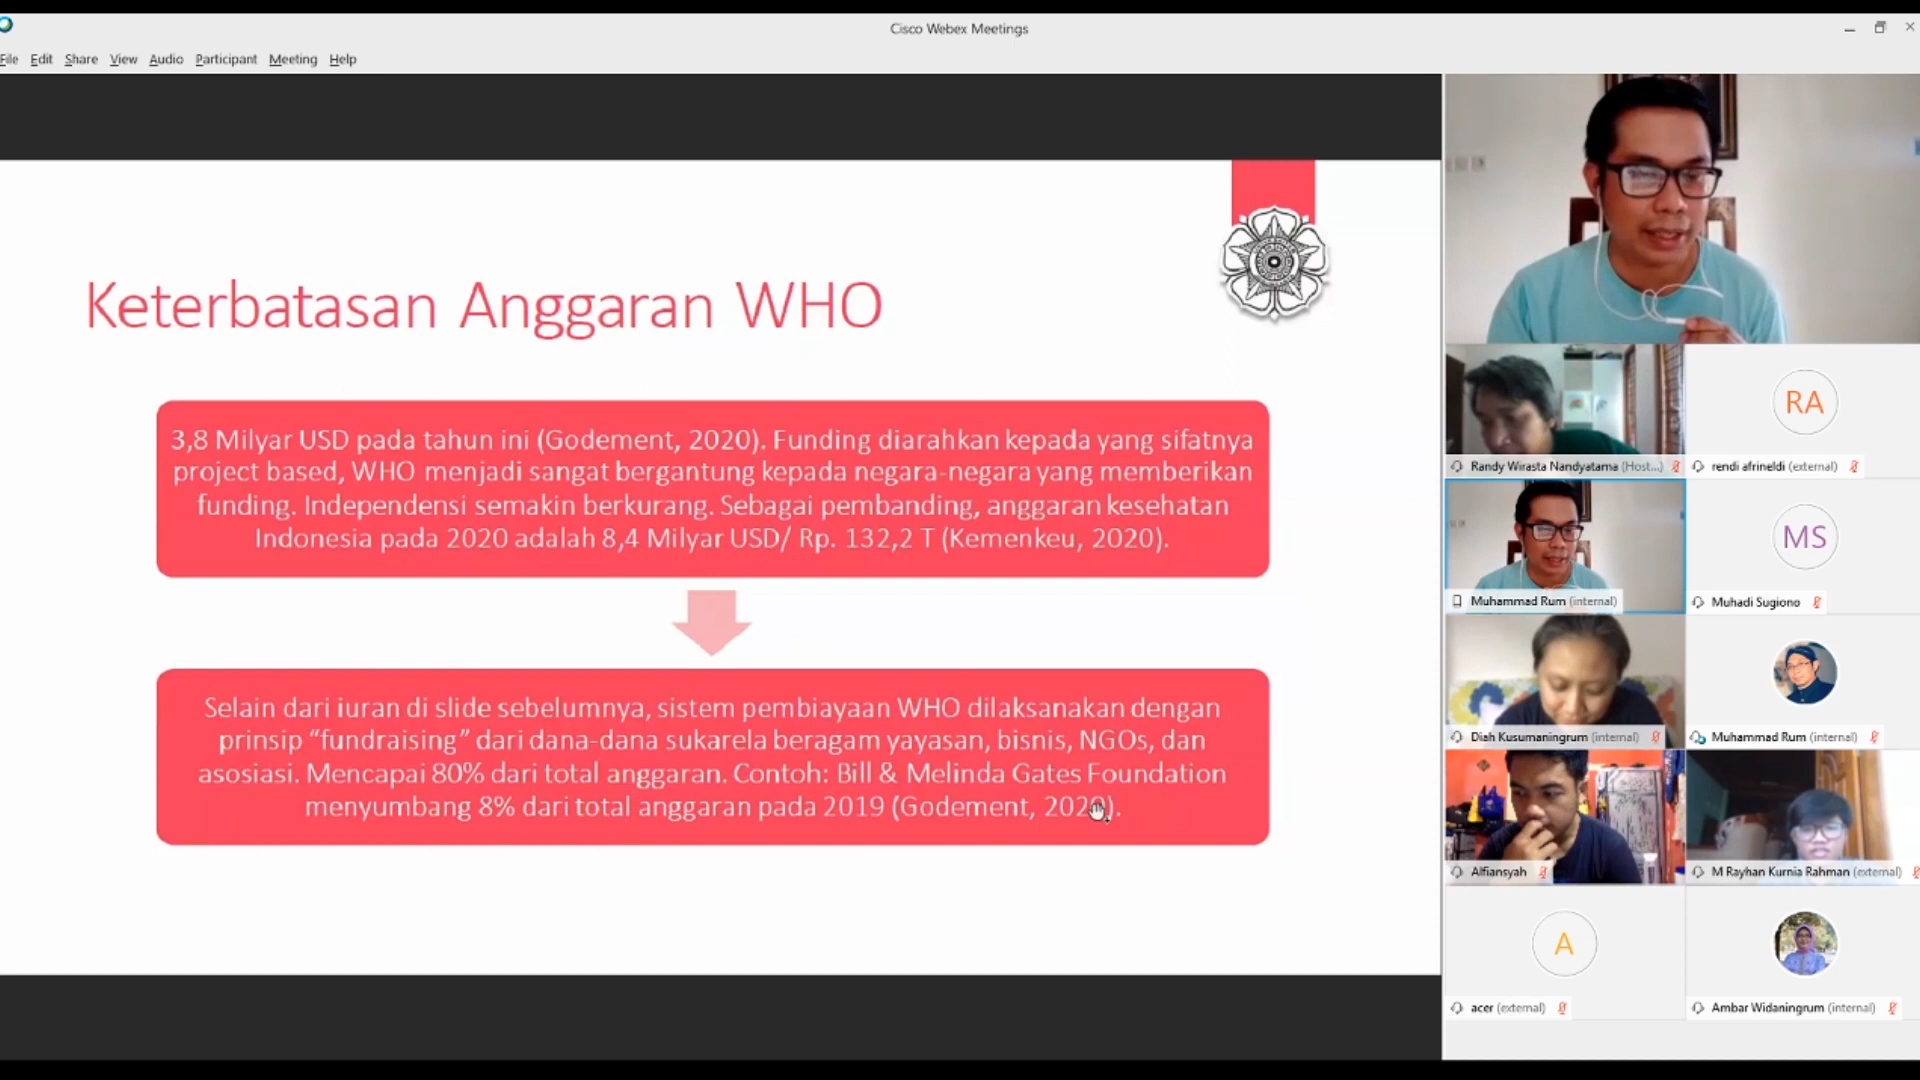 Cisco Webex Meetings
File Edit Share View Audio Participant Meeting Help
Keterbatasan Anggaran WHO
3,8 Milyar USD pada tahun ini (Godement, 2020). Funding diarahkan kepada yang sifatnya
project based, WHO menjadi sangat bergantung kepada negara-negara yang memberikan
funding. Independensi semakin berkurang. Sebagai pembanding, anggaran kesehatan
Indonesia pada 2020 adalah 8,4 Milyar USD/ Rp. 132,2 T (Kemenkeu, 2020).
Selain dari iuran di slide sebelumnya, sistem pembiayaan WHO dilaksanakan dengan
prinsip “fundraising” dari dana-dana sukarela beragam yayasan, bisnis, NGOs, dan
asosiasi. Mencapai 80% dari total anggaran. Contoh: Bill & Melinda Gates Foundation
menyumbang 8% dari total anggaran pada 2019 (Godement, 2020).
RA
Randy Wirasta Nandyatama (Host...)
rendi afrineldi (external)
MS
Muhammad Rum (internal)
Muhadi Sugiono
Diah Kusumaningrum (internal)
Muhammad Rum (internal)
Alfiansyah
M Rayhan Kurnia Rahman (external)
A
acer (external)
Ambar Widaningrum (internal)